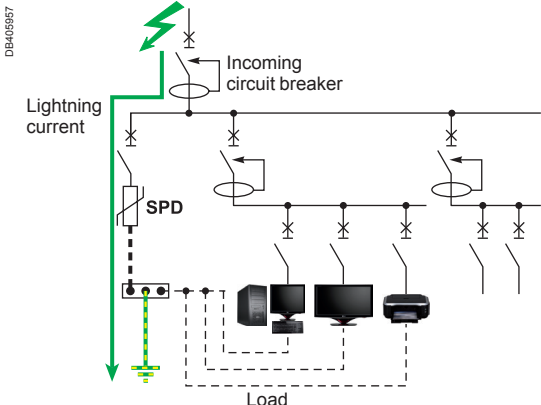 DB405957
Incoming
circuit breaker
Lightning
current
SPD
Load